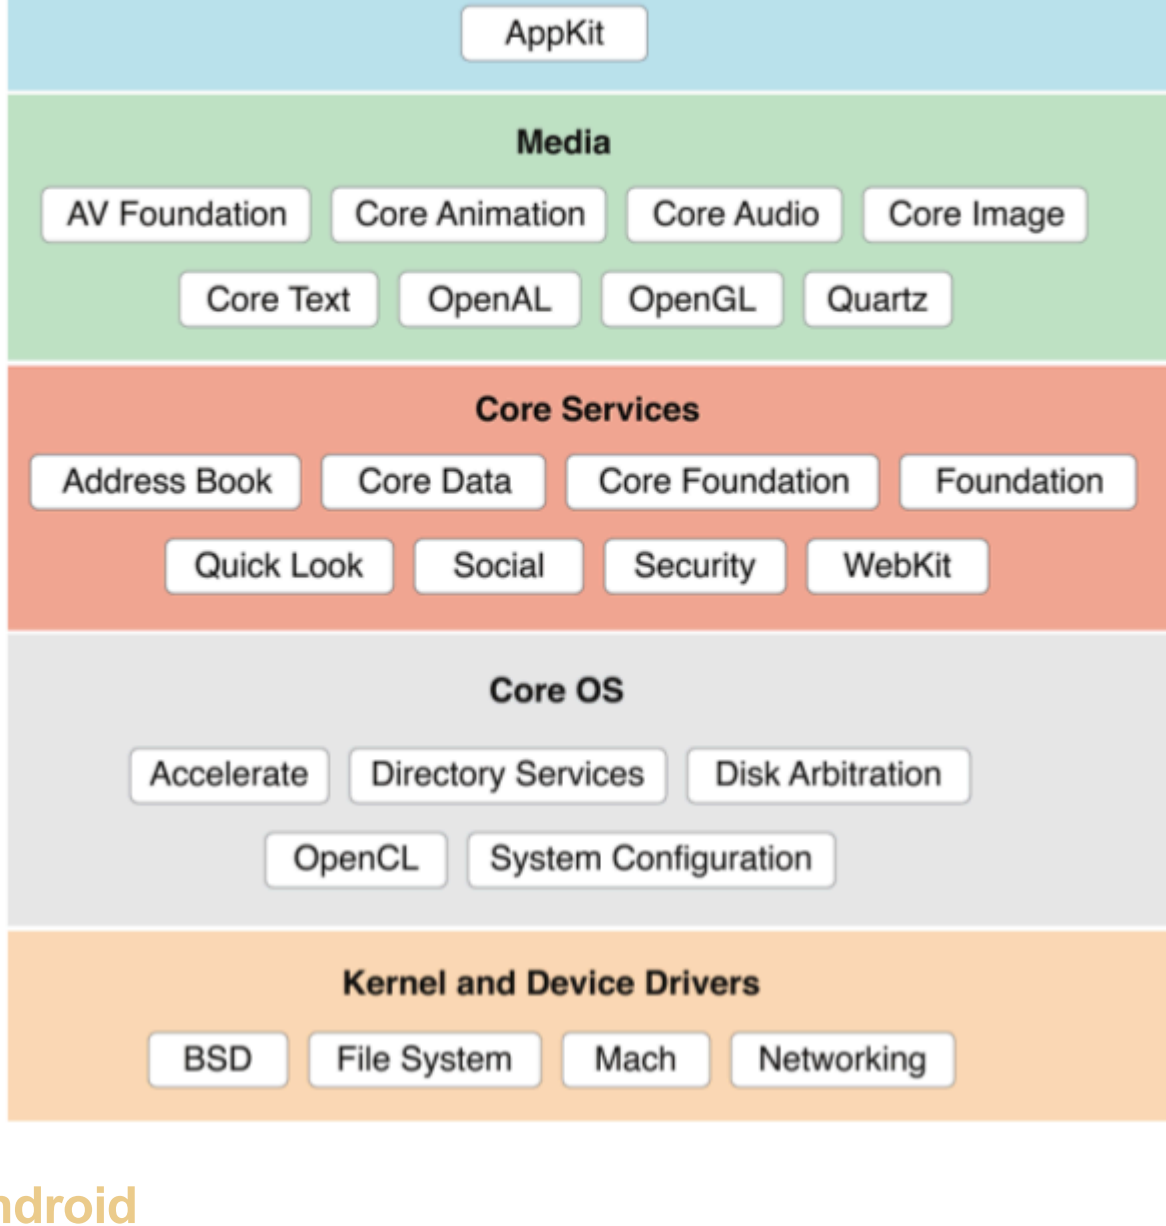 AppKit
Media
AV Foundation Core Animation Core Audio Core Image
Core Text OpenAL OpenGL Quartz
Core Services
Address Book Core Data Core Foundation Foundation
Quick Look Social Security WebKit
Core OS
Accelerate Directory Services Disk Arbitration
OpenCL System Configuration
Kernel and Device Drivers
BSD File System Mach Networking
ndroid